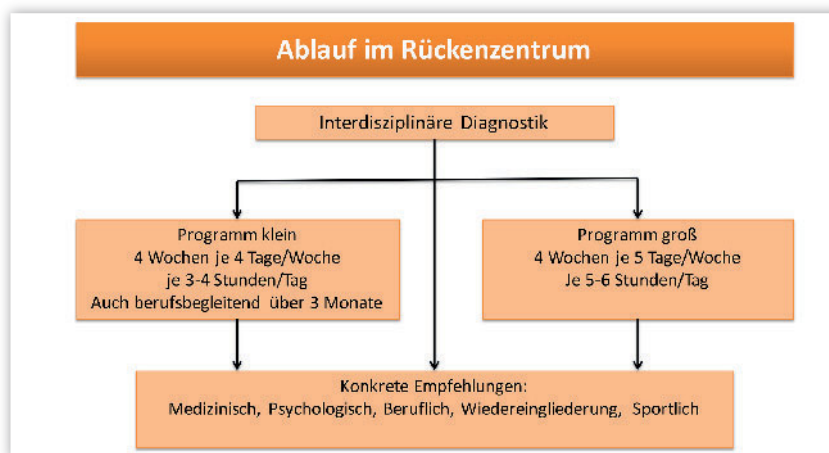 Ablauf im Rückenzentrum
Interdisziplinäre Diagnostik
Programm klein
4 Wochen je 4 Tage/Woche
je 3-4 Stunden/Tag
Auch berufsbegleitend über 3 Monate
Programm groß
4 Wochen je 5 Tage/Woche
Je 5-6 Stunden/Tag
Konkrete Empfehlungen:
Medizinisch, Psychologisch, Beruflich, Wiedereingliederung, Sportlich